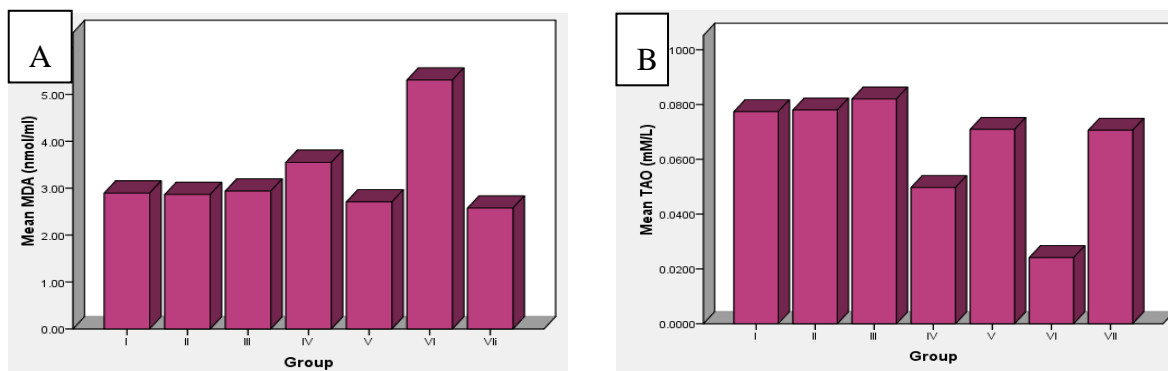 A
Mean MDA (nmol/ml)
5.00
4.00
3.00
2.00
1.00
0.00
I II III IV V VI VIi
Group
B
Mean TAO (mM/L)
.1000
0.0800
0.0600
0.0400
0.0200
0.0000
I II III IV V VI VII
Group